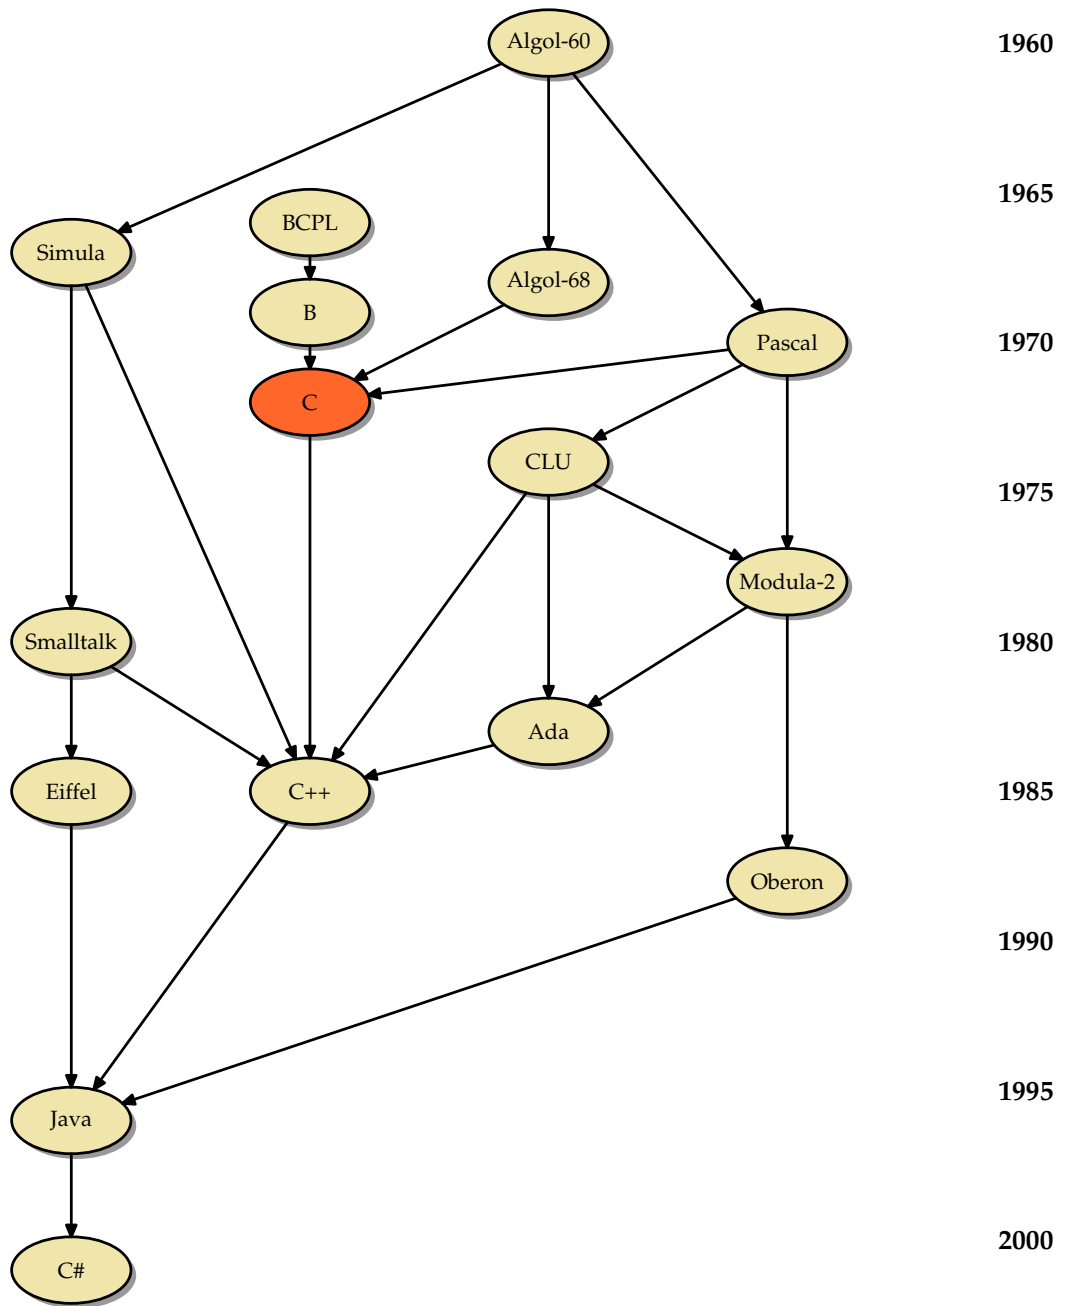 Algol-60
1960
1965
BCPL
Simula
Algol-68
B
Pascal
1970
C
CLU
1975
Modula-2
Smalltalk
1980
Ada
Eiffel
C++
1985
Oberon
1990
1995
Java
2000
C#